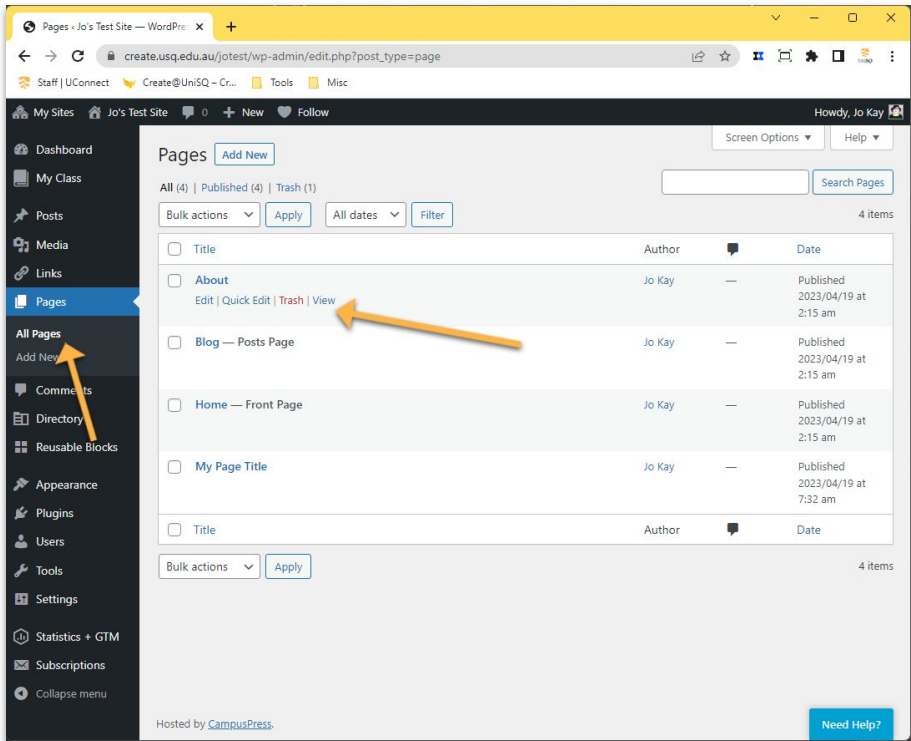 Pages ‹ Jo's Test Site — WordPre
create.usq.edu.au/jotest/wp-admin/edit.php?post_type=page
Staff | UConnect Create@UniSQ – Cr... Tools Misc
My Sites Jo's Test Site 0 + New Follow Howdy, Jo Kay
Screen Options ▼ Help ▼
Dashboard
My Class
Posts
Media
Links
Pages
All Pages
Add New
Comments
Directory
Reusable Blocks
Appearance
Plugins
Users
Tools
Settings
Statistics + GTM
Subscriptions
Collapse menu
Pages Add New
All (4) | Published (4) | Trash (1)
Search Pages
Bulk actions Apply All dates Filter 4 items
Title Author Date
About Jo Kay — Published
Edit | Quick Edit | Trash | View 2023/04/19 at
2:15 am
Blog — Posts Page Jo Kay — Published
2023/04/19 at
2:15 am
Home — Front Page Jo Kay — Published
2023/04/19 at
2:15 am
My Page Title Jo Kay — Published
2023/04/19 at
7:32 am
Title Author Date
Bulk actions Apply 4 items
Hosted by CampusPress.
Need Help?